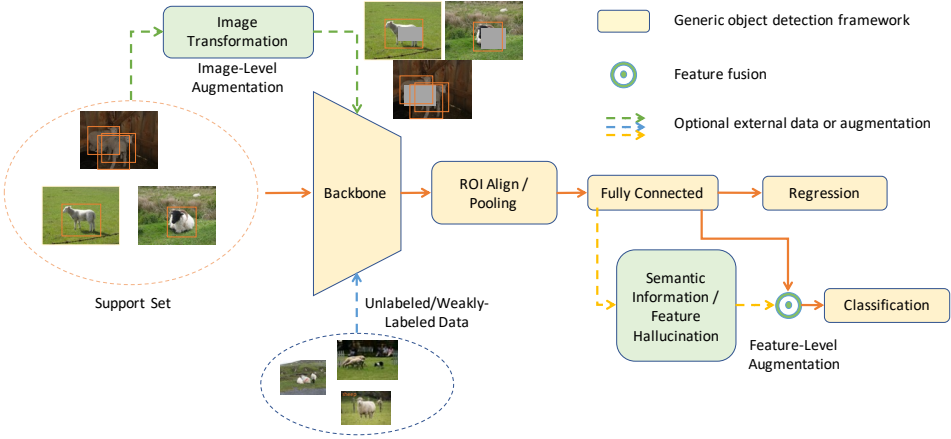 Image
Transformation
Image-Level
Augmentation
Generic object detection framework
Feature fusion
Optional external data or augmentation
Backbone
ROI Align /
Pooling
Fully Connected
Regression
Support Set
Unlabeled/Weakly-
Labeled Data
Semantic
Information /
Feature
Hallucination
Classification
Feature-Level
Augmentation